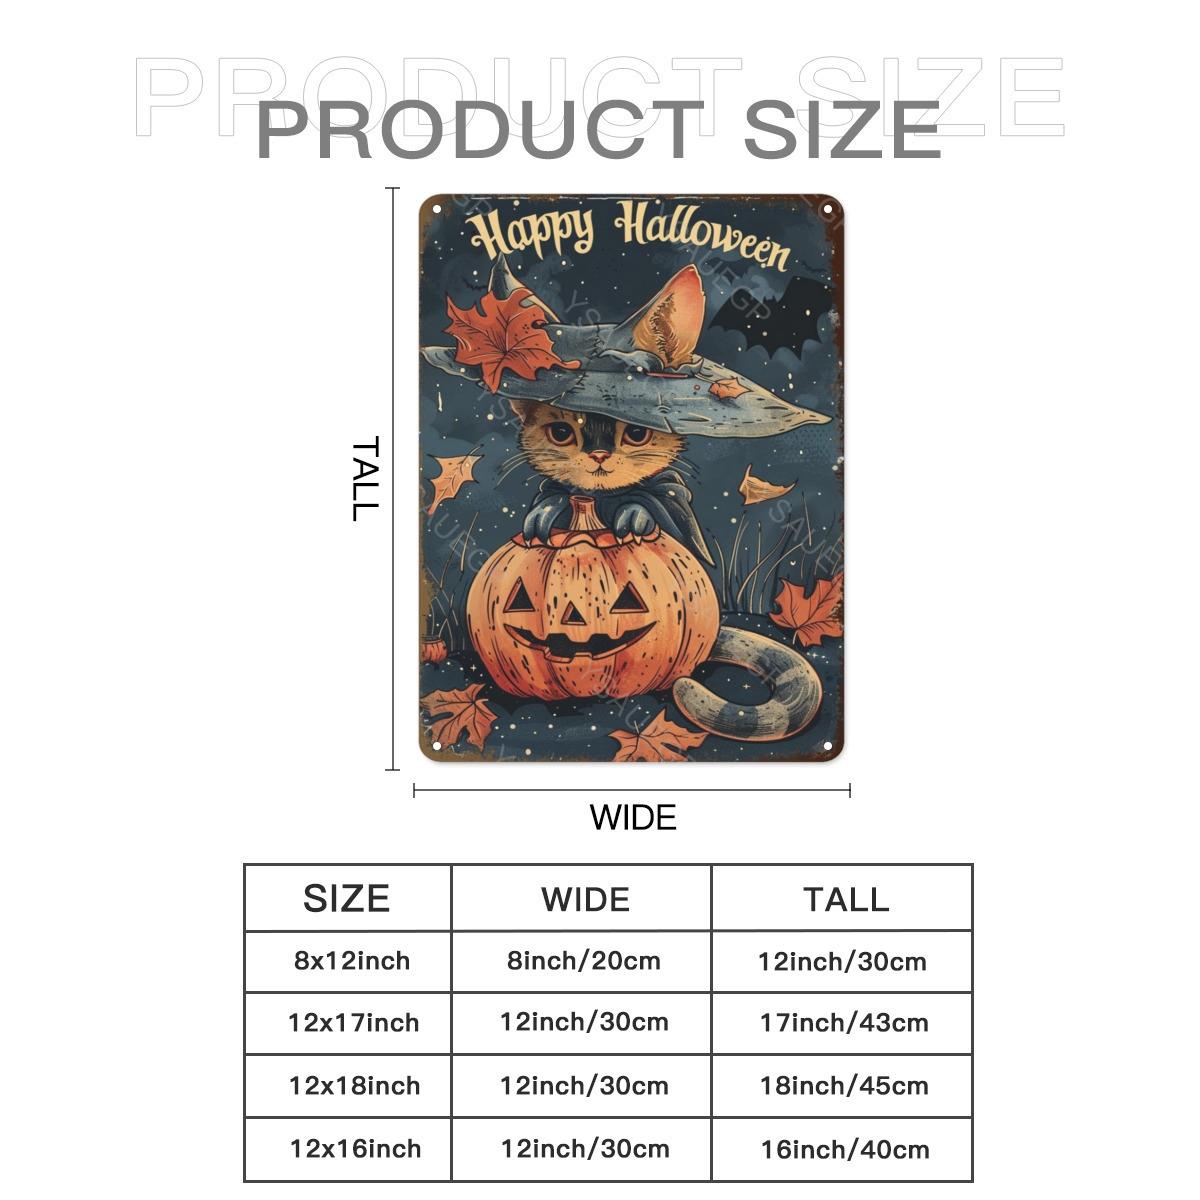 PRODUCT SIZE
PRODUCT SIZE
Happy Halloween
TALL
WIDE
SIZE WIDE TALL
8x12inch 8inch/20cm 12inch/30cm
12x17inch 12inch/30cm 17inch/43cm
12x18inch 12inch/30cm 18inch/45cm
12x16inch 12inch/30cm 16inch/40cm